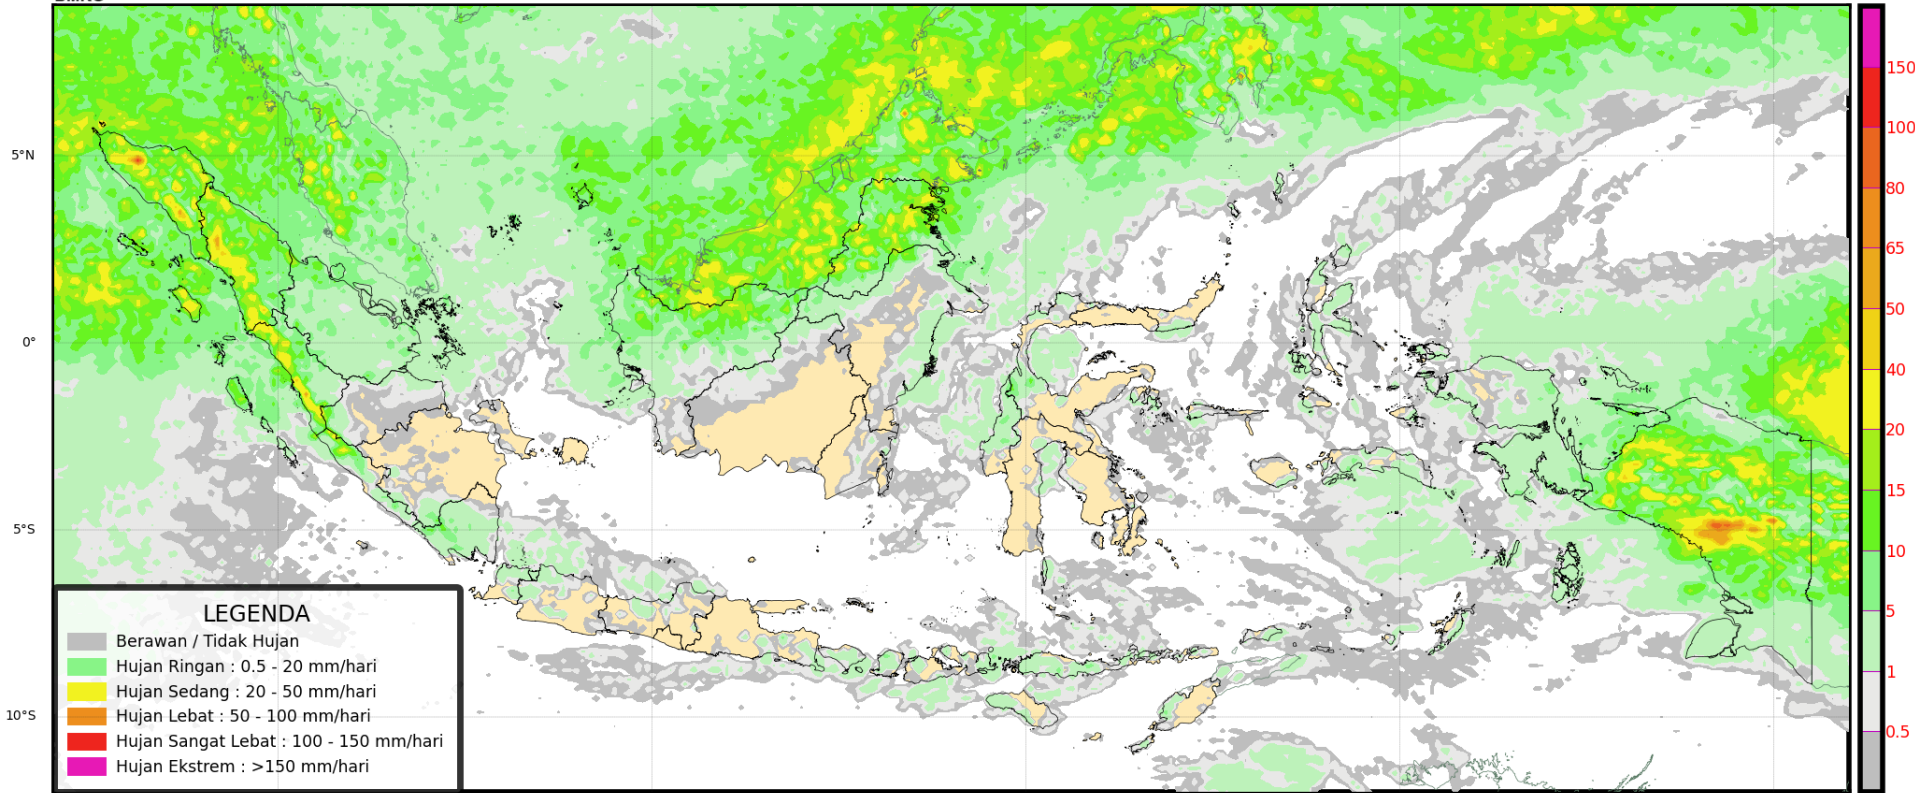 5°N
0°
5°S
10°S
LEGENDA
Berawan / Tidak Hujan
Hujan Ringan : 0.5 - 20 mm/hari
Hujan Sedang : 20 - 50 mm/hari
Hujan Lebat : 50 - 100 mm/hari
Hujan Sangat Lebat : 100 - 150 mm/hari
Hujan Ekstrem : >150 mm/hari
150
100
80
65
50
40
20
15
10
5
1
0.5